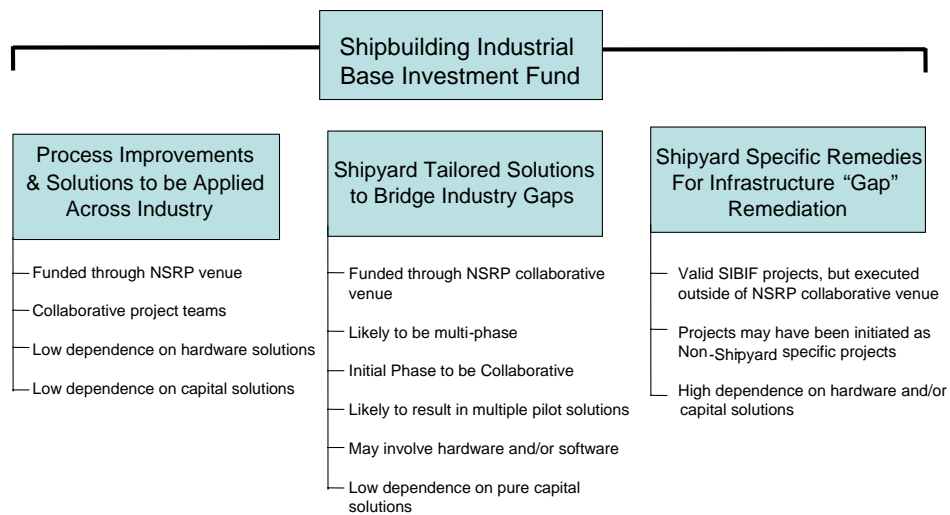 Shipbuilding Industrial
Base Investment Fund
Process Improvements
& Solutions to be Applied
Across Industry
Funded through NSRP venue
Collaborative project teams
Low dependence on hardware solutions
Low dependence on capital solutions
Shipyard Tailored Solutions
to Bridge Industry Gaps
Funded through NSRP collaborative
venue
Likely to be multi-phase
Initial Phase to be Collaborative
Likely to result in multiple pilot solutions
May involve hardware and/or software
Low dependence on pure capital
solutions
Shipyard Specific Remedies
For Infrastructure “Gap”
Remediation
Valid SIBIF projects, but executed
outside of NSRP collaborative venue
Projects may have been initiated as
Non-Shipyard specific projects
High dependence on hardware and/or
capital solutions